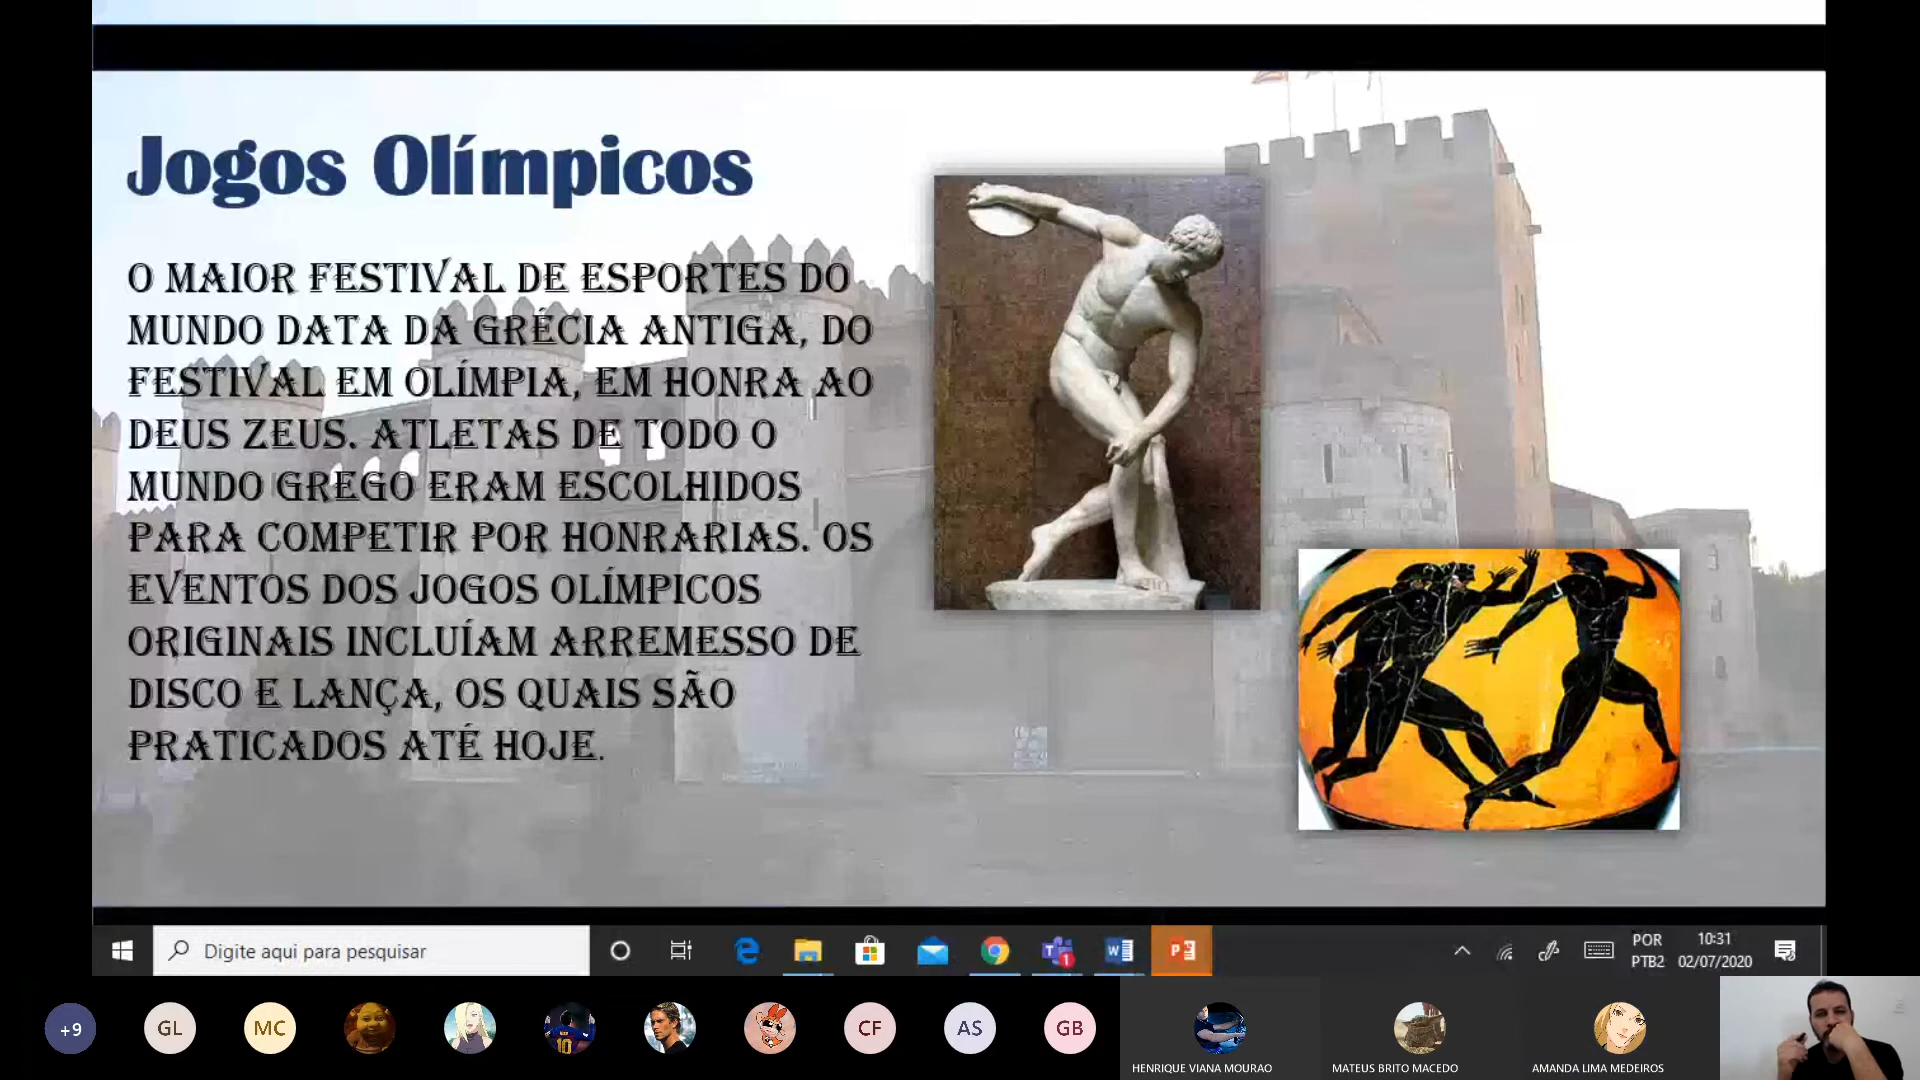 Jogos Olímpicos
O MAIOR FESTIVAL DE ESPORTES DO
MUNDO DATA DA GRÉCIA ANTIGA, DO
FESTIVAL EM OLÍMPIA, EM HONRA AO
DEUS ZEUS. ATLETAS DE TODO O
MUNDO GREGO ERAM ESCOLHIDOS
PARA COMPETIR POR HONRARIAS. OS
EVENTOS DOS JOGOS OLÍMPICOS
ORIGINAIS INCLUÍAM ARREMESSO DE
DISCO E LANÇA, OS QUAIS SÃO
PRATICADOS ATÉ HOJE.
Digite aqui para pesquisar
1
POR
PTB2
10:31
02/07/2020
+9
GL
MC
10
CF
AS
GB
HENRIQUE VIANA MOURAO
MATEUS BRITO MACEDO
AMANDA LIMA MEDEIROS